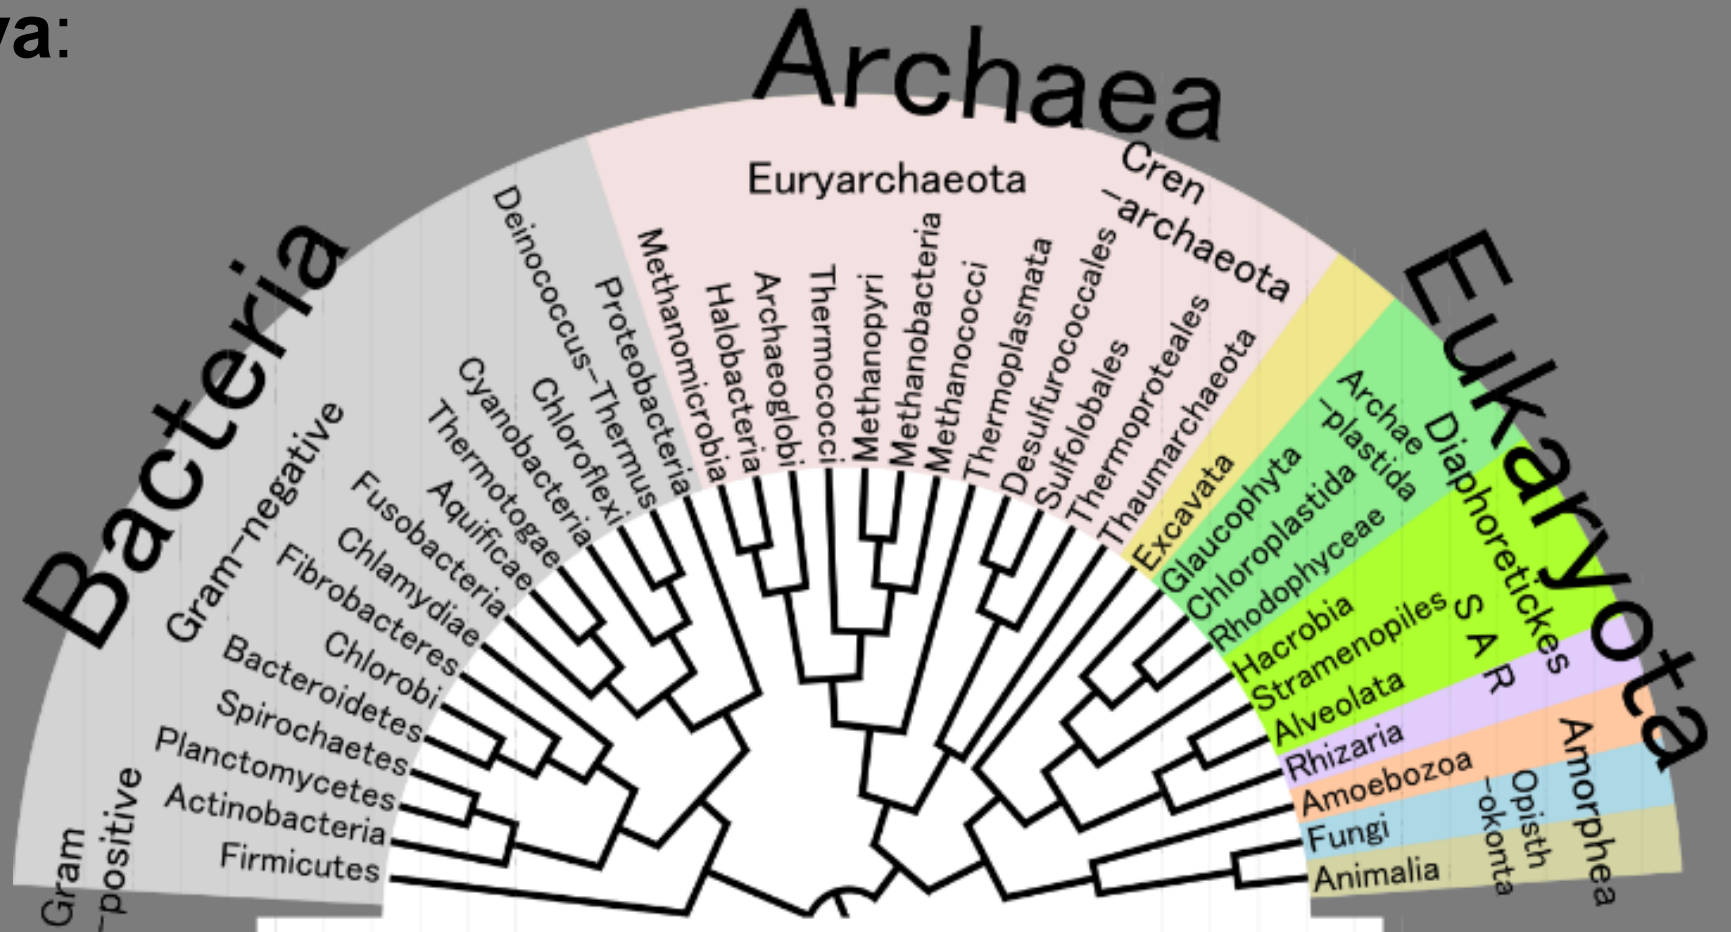 va:
Bacteria
Archaea
Eukaryota
Gram
-positive
Gram-negative
Firmicutes
Actinobacteria
Planctomycetes
Spirochaetes
Bacteroidetes
Chlorobi
Fibrobacteres
Chlamydiae
Fusobacteria
Aquificae
Thermotogae
Cyanobacteria
Chloroflexi
Deinococcus-Thermus
Proteobacteria
Euryarchaeota
Methanomicrobia
Halobacteria
Archaeoglobi
Thermococci
Methanopyri
Methanobacteria
Methanococci
Thermoplasmata
Cren
-archaeota
Desulfurococcales
Sulfolobales
Thermoproteales
Thaumarchaeota
Excavata
Archae
-plastida
Diaphoretickes
Glaucophyta
Chloroplastida
Rhodophyceae
Hacrobia
S A R
Stramenopiles
Alveolata
Rhizaria
Amorphea
Amoebozoa
Opisth
-okonta
Fungi
Animalia